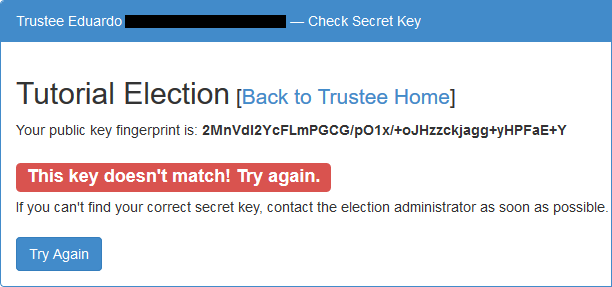 Trustee Eduardo — Check Secret Key
Tutorial Election [Back to Trustee Home]
Your public key fingerprint is: 2MnVdl2YcFLmPGCG/pO1x/+oJHzzckjagg+yHPFaE+Y
This key doesn't match! Try again.
If you can't find your correct secret key, contact the election administrator as soon as possible.
Try Again